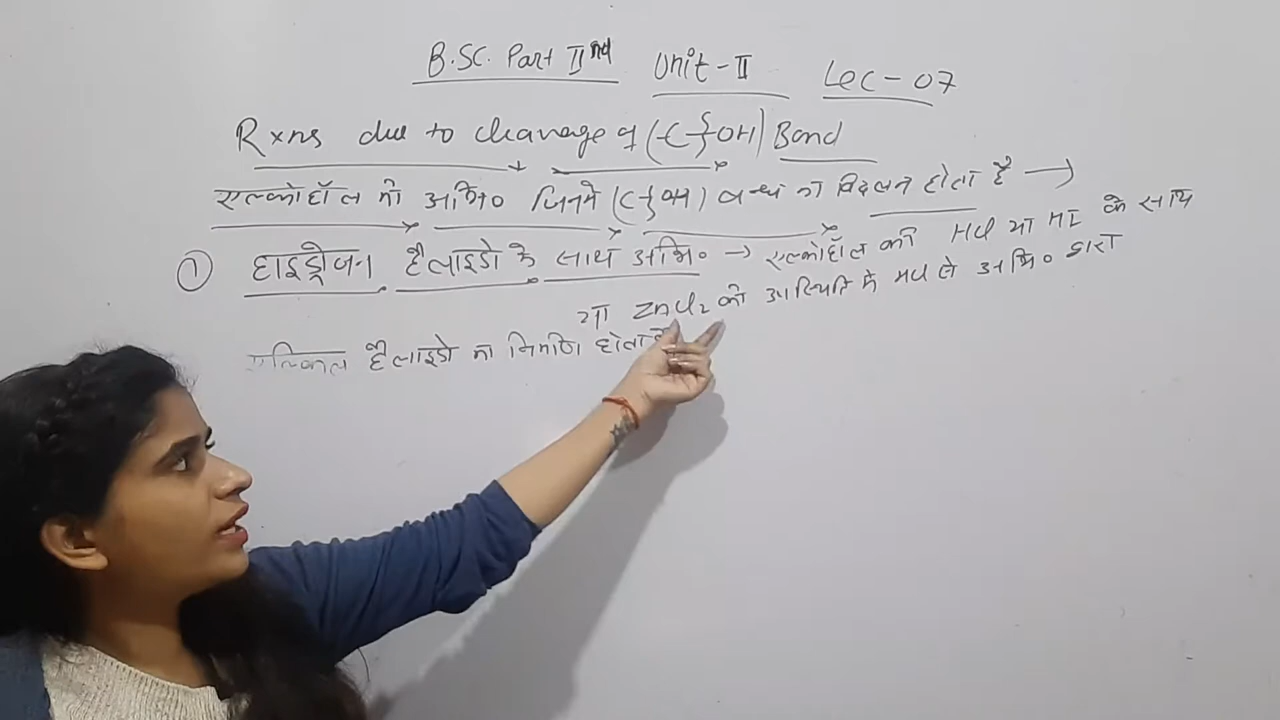 B.SC. Part IInd Unit-II Lec-07
Rxns due to cleavage of (-C-}OH) Bond
एल्कोहॉल की अभि० जिनमे (C-}OH) बन्ध का विदलन होता है →
① हाइड्रोजन हैलाइडो के साथ अभि० → एल्कोहॉल की HCl या HI के साथ
या ZnCl₂ की उपस्थिति मे HCl से अभि० द्वारा
एल्किल हैलाइडो का निर्माण होता